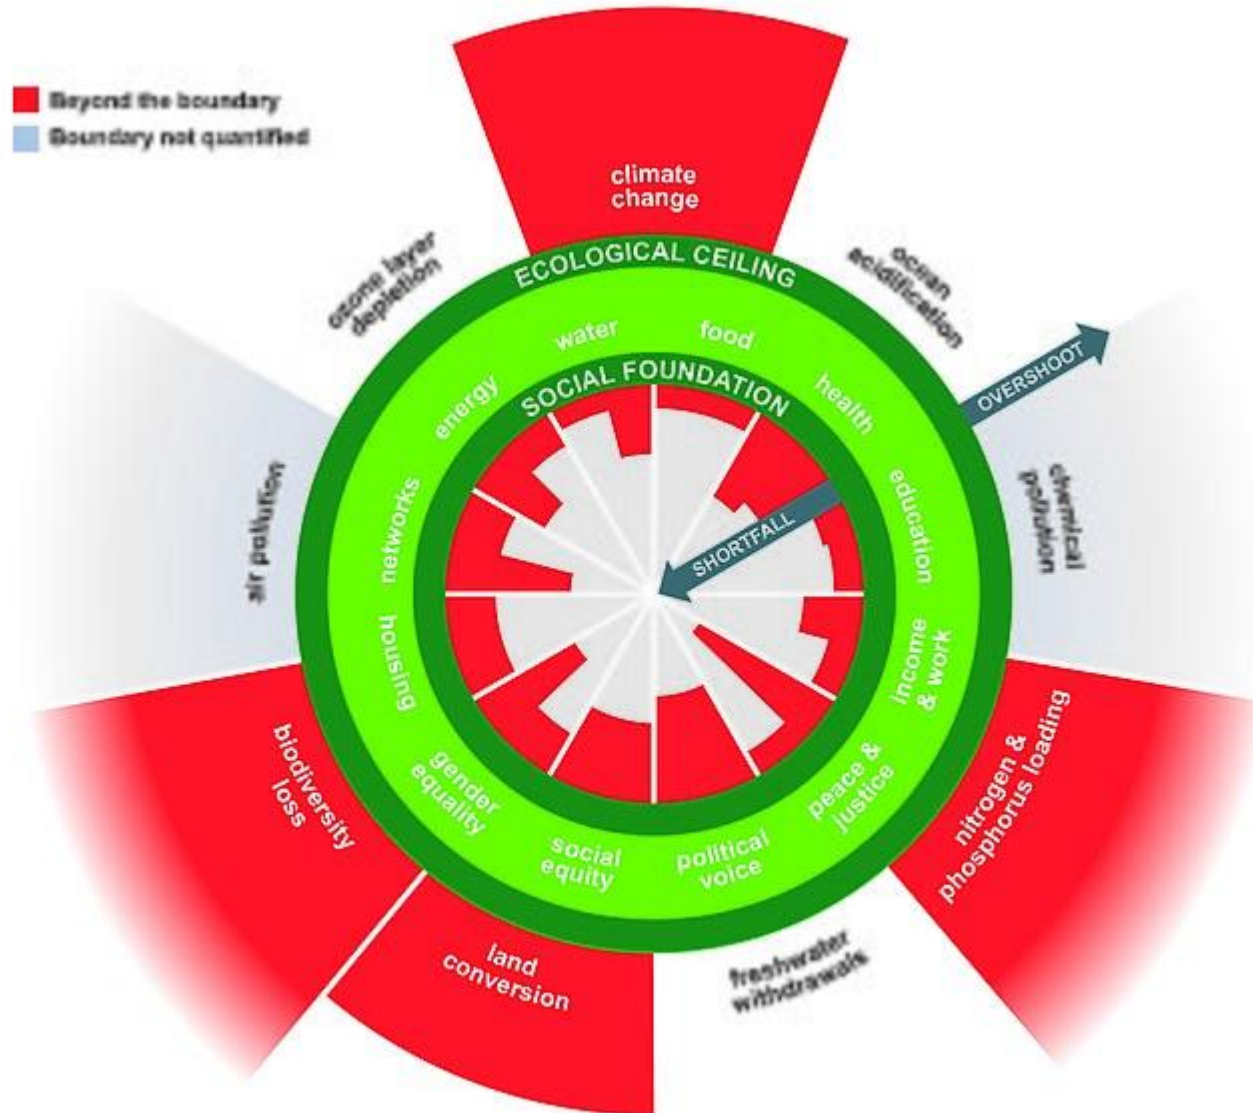 Beyond the boundary
Boundary not quantified
climate
change
ozone layer
depletion
ocean
acidification
ECOLOGICAL CEILING
water
food
SOCIAL FOUNDATION
energy
health
OVERSHOOT
SHORTFALL
networks
education
air pollution
chemical
pollution
housing
income
& work
biodiversity
loss
gender
equality
social
equity
political
voice
peace &
justice
nitrogen &
phosphorus loading
land
conversion
freshwater
withdrawals